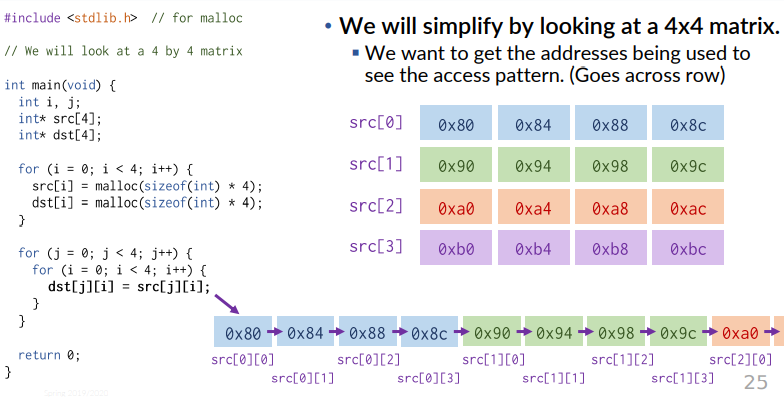 #include <stdlib.h>  // for malloc
// We will look at a 4 by 4 matrix
int main(void) {
  int i, j;
  int* src[4];
  int* dst[4];
  for (i = 0; i < 4; i++) {
    src[i] = malloc(sizeof(int) * 4);
    dst[i] = malloc(sizeof(int) * 4);
  }
  for (j = 0; j < 4; j++) {
    for (i = 0; i < 4; i++) {
      dst[j][i] = src[j][i];
    }
  }
  return 0;
}
• We will simplify by looking at a 4x4 matrix.
▪ We want to get the addresses being used to
see the access pattern. (Goes across row)
src[0] 0x80 0x84 0x88 0x8c
src[1] 0x90 0x94 0x98 0x9c
src[2] 0xa0 0xa4 0xa8 0xac
src[3] 0xb0 0xb4 0xb8 0xbc
0x80 0x84 0x88 0x8c 0x90 0x94 0x98 0x9c 0xa0
src[0][0] src[0][2] src[1][0] src[1][2] src[2][0]
src[0][1] src[0][3] src[1][1] src[1][3]
25